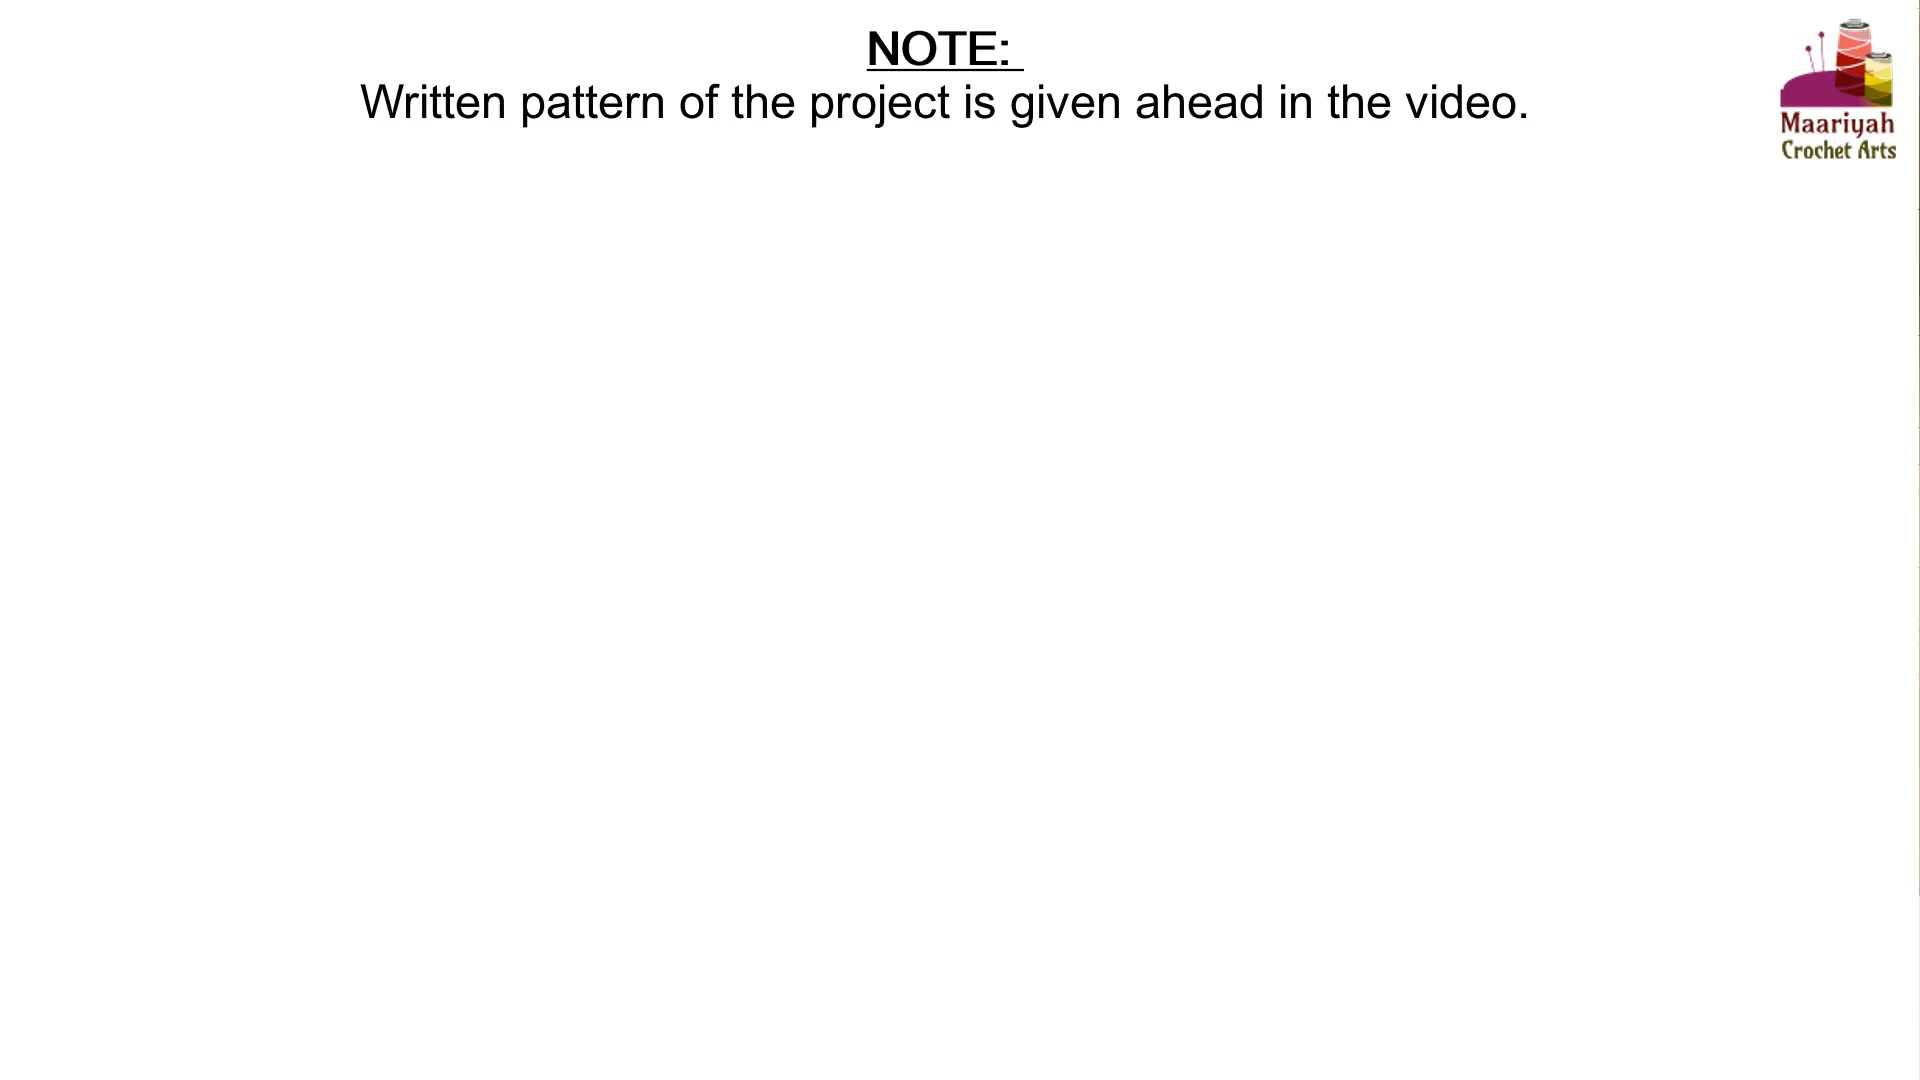 NOTE:
Written pattern of the project is given ahead in the video.
Maariyah
Crochet Arts